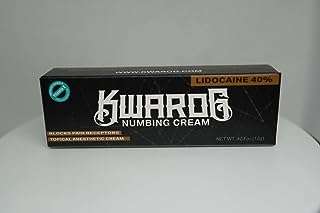 WWW.KWAROG.COM
LIDOCAINE 40%
KWAROG
NUMBING CREAM
BLOCKS PAIN RECEPTORS
TOPICAL ANESTHETIC CREAM
NET WT.